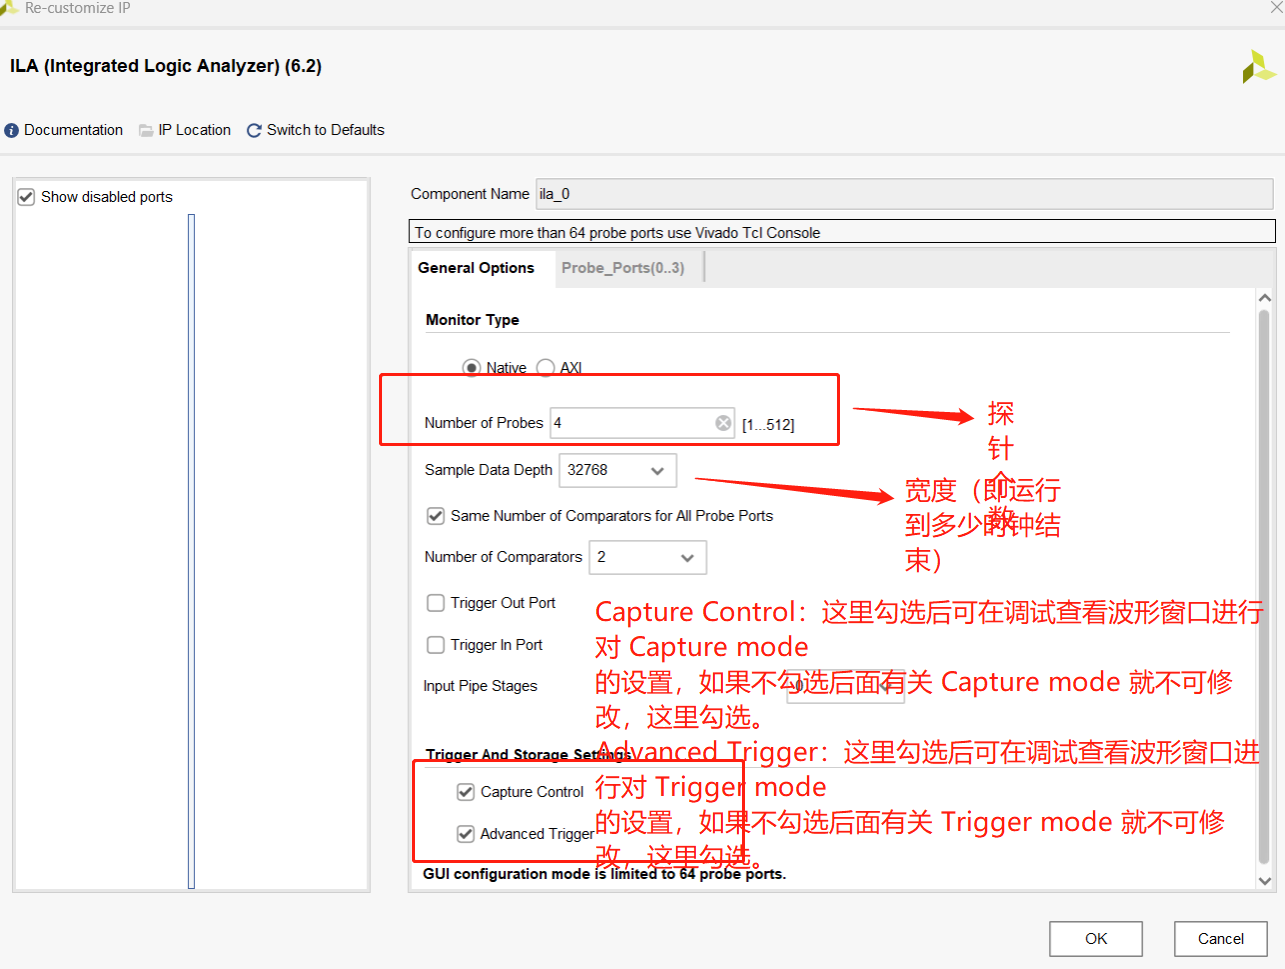 Re-customize IP
ILA (Integrated Logic Analyzer) (6.2)
Documentation
IP Location
Switch to Defaults
Show disabled ports
Component Name
ila_0
To configure more than 64 probe ports use Vivado Tcl Console
General Options
Probe_Ports(0..3)
Monitor Type
Native
AXI
Number of Probes
4
[1...512]
探
针
个
数
Sample Data Depth
32768
宽度（即运行
到多少时钟结
束）
Same Number of Comparators for All Probe Ports
Number of Comparators
2
Trigger Out Port
Trigger In Port
Input Pipe Stages
Capture Control：这里勾选后可在调试查看波形窗口进行
对 Capture mode
的设置，如果不勾选后面有关 Capture mode 就不可修
改，这里勾选。
Advanced Trigger：这里勾选后可在调试查看波形窗口进
行对 Trigger mode
的设置，如果不勾选后面有关 Trigger mode 就不可修
改，这里勾选。
Trigger And Storage Settings
Capture Control
Advanced Trigger
GUI configuration mode is limited to 64 probe ports.
OK
Cancel